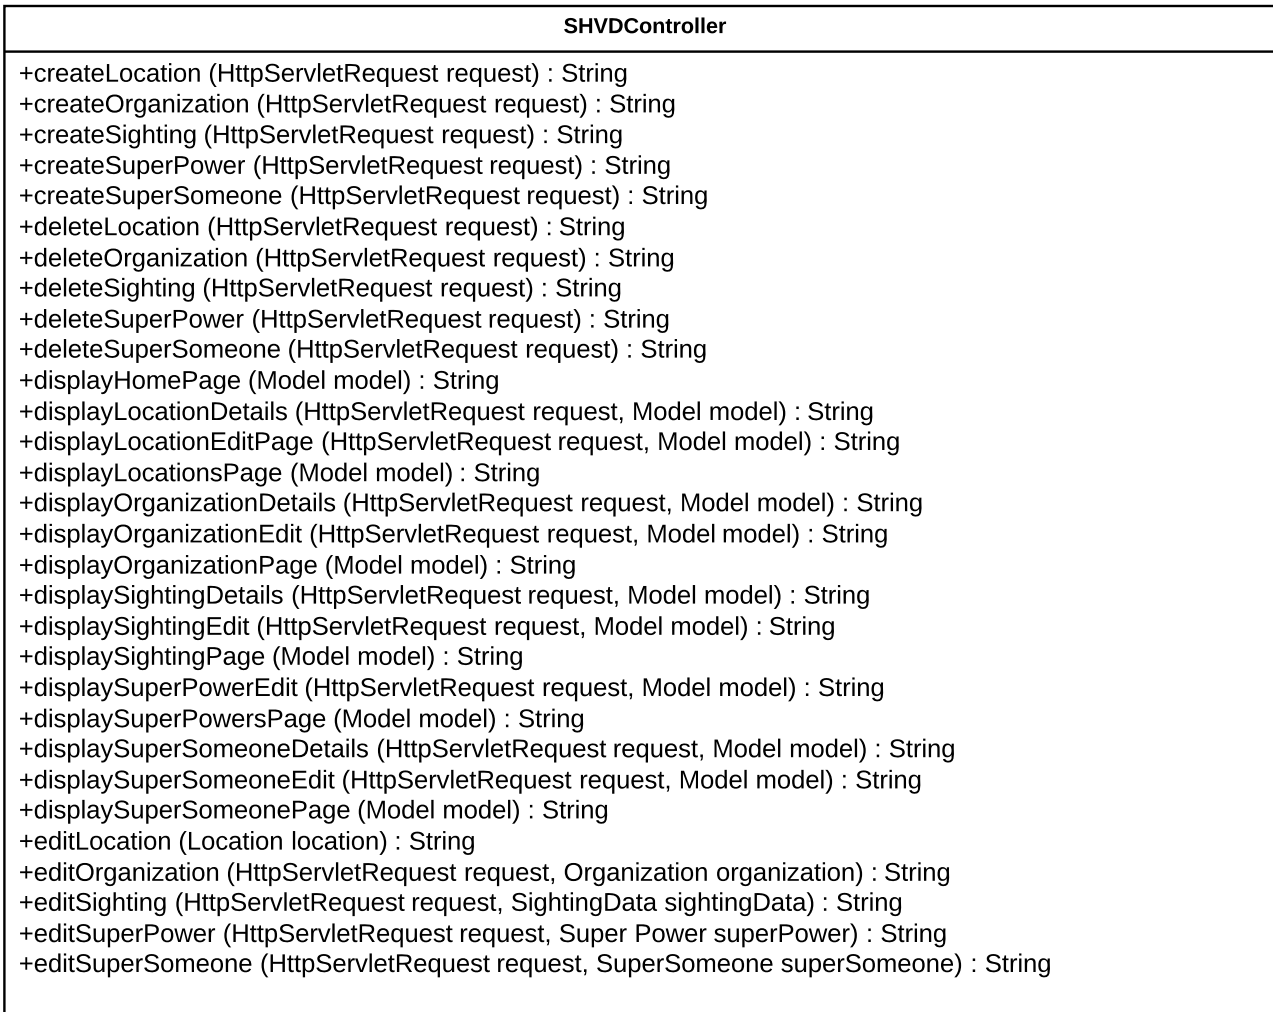 SHVDController
+createLocation (HttpServletRequest request) : String
+createOrganization (HttpServletRequest request) : String
+createSighting (HttpServletRequest request) : String
+createSuperPower (HttpServletRequest request) : String
+createSuperSomeone (HttpServletRequest request) : String
+deleteLocation (HttpServletRequest request) : String
+deleteOrganization (HttpServletRequest request) : String
+deleteSighting (HttpServletRequest request) : String
+deleteSuperPower (HttpServletRequest request) : String
+deleteSuperSomeone (HttpServletRequest request) : String
+displayHomePage (Model model) : String
+displayLocationDetails (HttpServletRequest request, Model model) : String
+displayLocationEditPage (HttpServletRequest request, Model model) : String
+displayLocationsPage (Model model) : String
+displayOrganizationDetails (HttpServletRequest request, Model model) : String
+displayOrganizationEdit (HttpServletRequest request, Model model) : String
+displayOrganizationPage (Model model) : String
+displaySightingDetails (HttpServletRequest request, Model model) : String
+displaySightingEdit (HttpServletRequest request, Model model) : String
+displaySightingPage (Model model) : String
+displaySuperPowerEdit (HttpServletRequest request, Model model) : String
+displaySuperPowersPage (Model model) : String
+displaySuperSomeoneDetails (HttpServletRequest request, Model model) : String
+displaySuperSomeoneEdit (HttpServletRequest request, Model model) : String
+displaySuperSomeonePage (Model model) : String
+editLocation (Location location) : String
+editOrganization (HttpServletRequest request, Organization organization) : String
+editSighting (HttpServletRequest request, SightingData sightingData) : String
+editSuperPower (HttpServletRequest request, Super Power superPower) : String
+editSuperSomeone (HttpServletRequest request, SuperSomeone superSomeone) : String